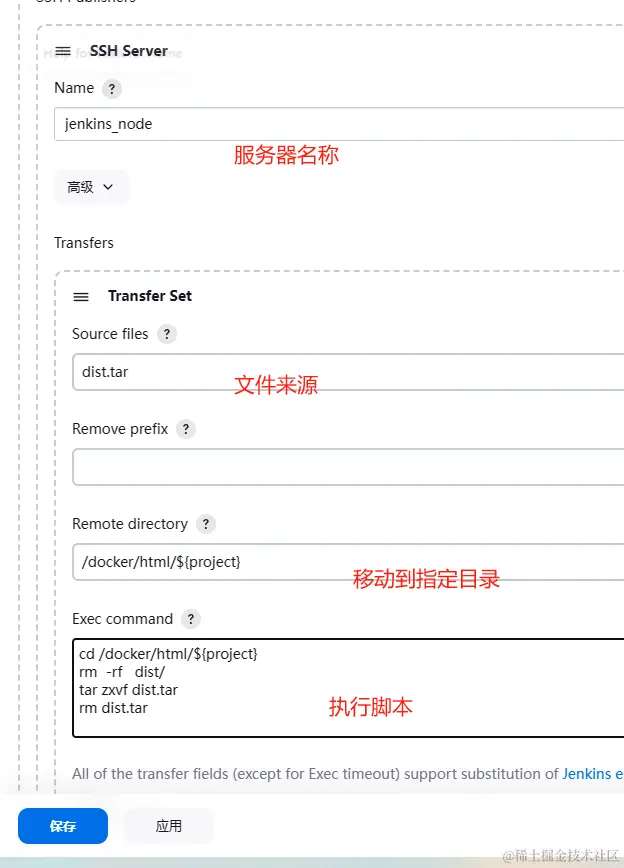 SSH Server
Name ?
jenkins_node
服务器名称
高级
Transfers
Transfer Set
Source files ?
dist.tar
文件来源
Remove prefix ?
Remote directory ?
/docker/html/${project}
移动到指定目录
Exec command ?
cd /docker/html/${project}
rm  -rf   dist/
tar zxvf dist.tar
rm dist.tar
执行脚本
All of the transfer fields (except for Exec timeout) support substitution of Jenkins e
保存
应用
@稀土掘金技术社区